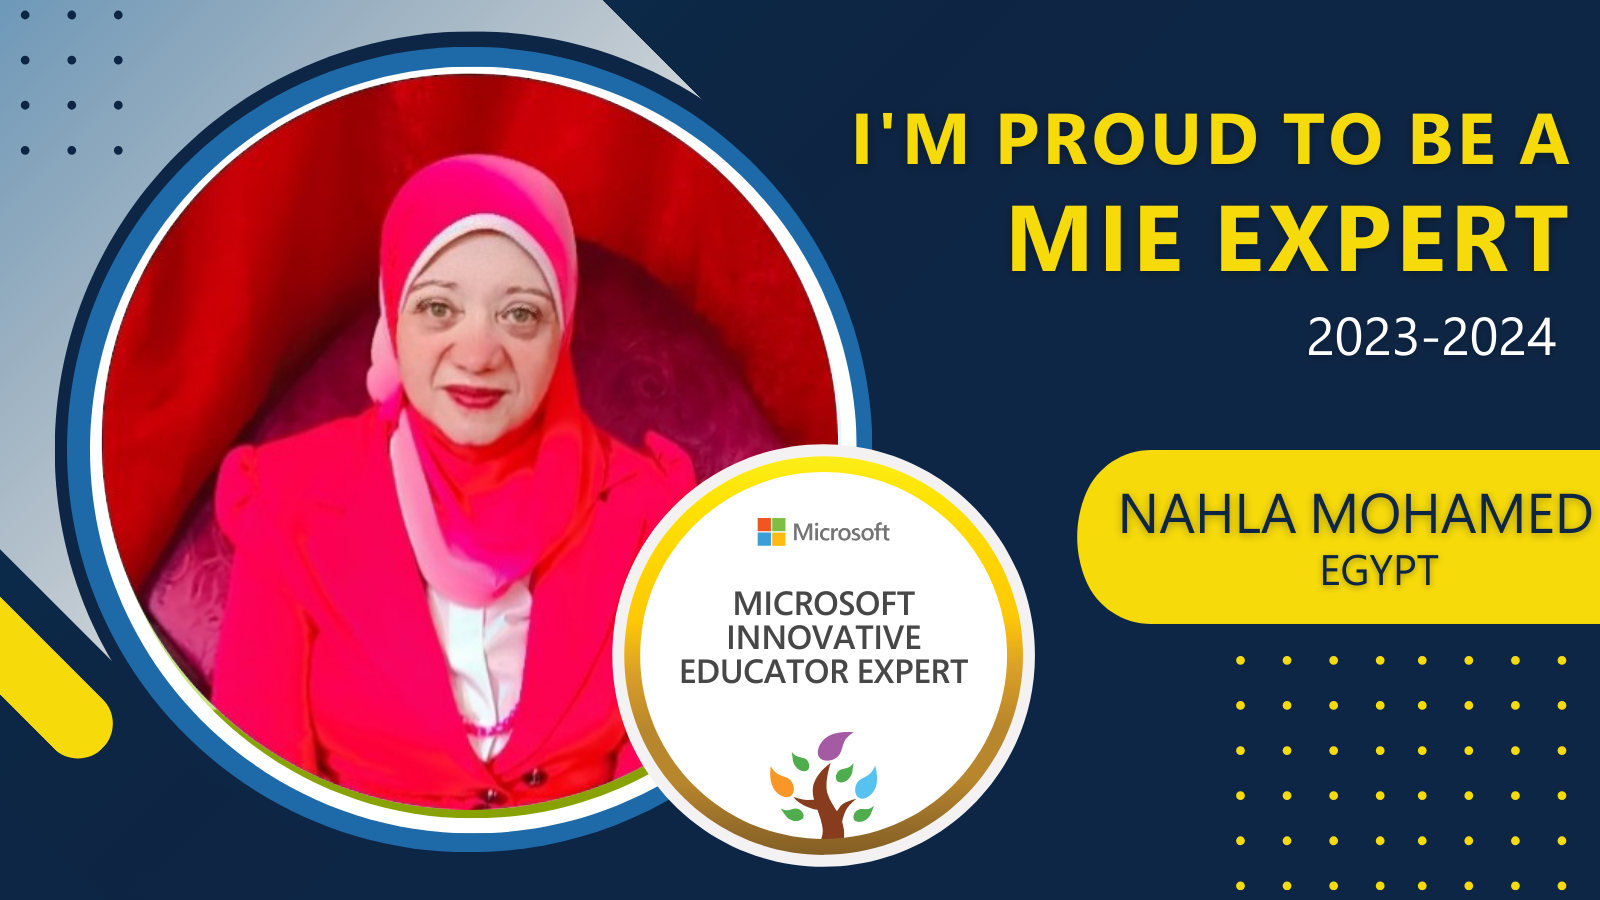 I'M PROUD TO BE A
MIE EXPERT
2023-2024
NAHLA MOHAMED
EGYPT
Microsoft
MICROSOFT
INNOVATIVE
EDUCATOR EXPERT